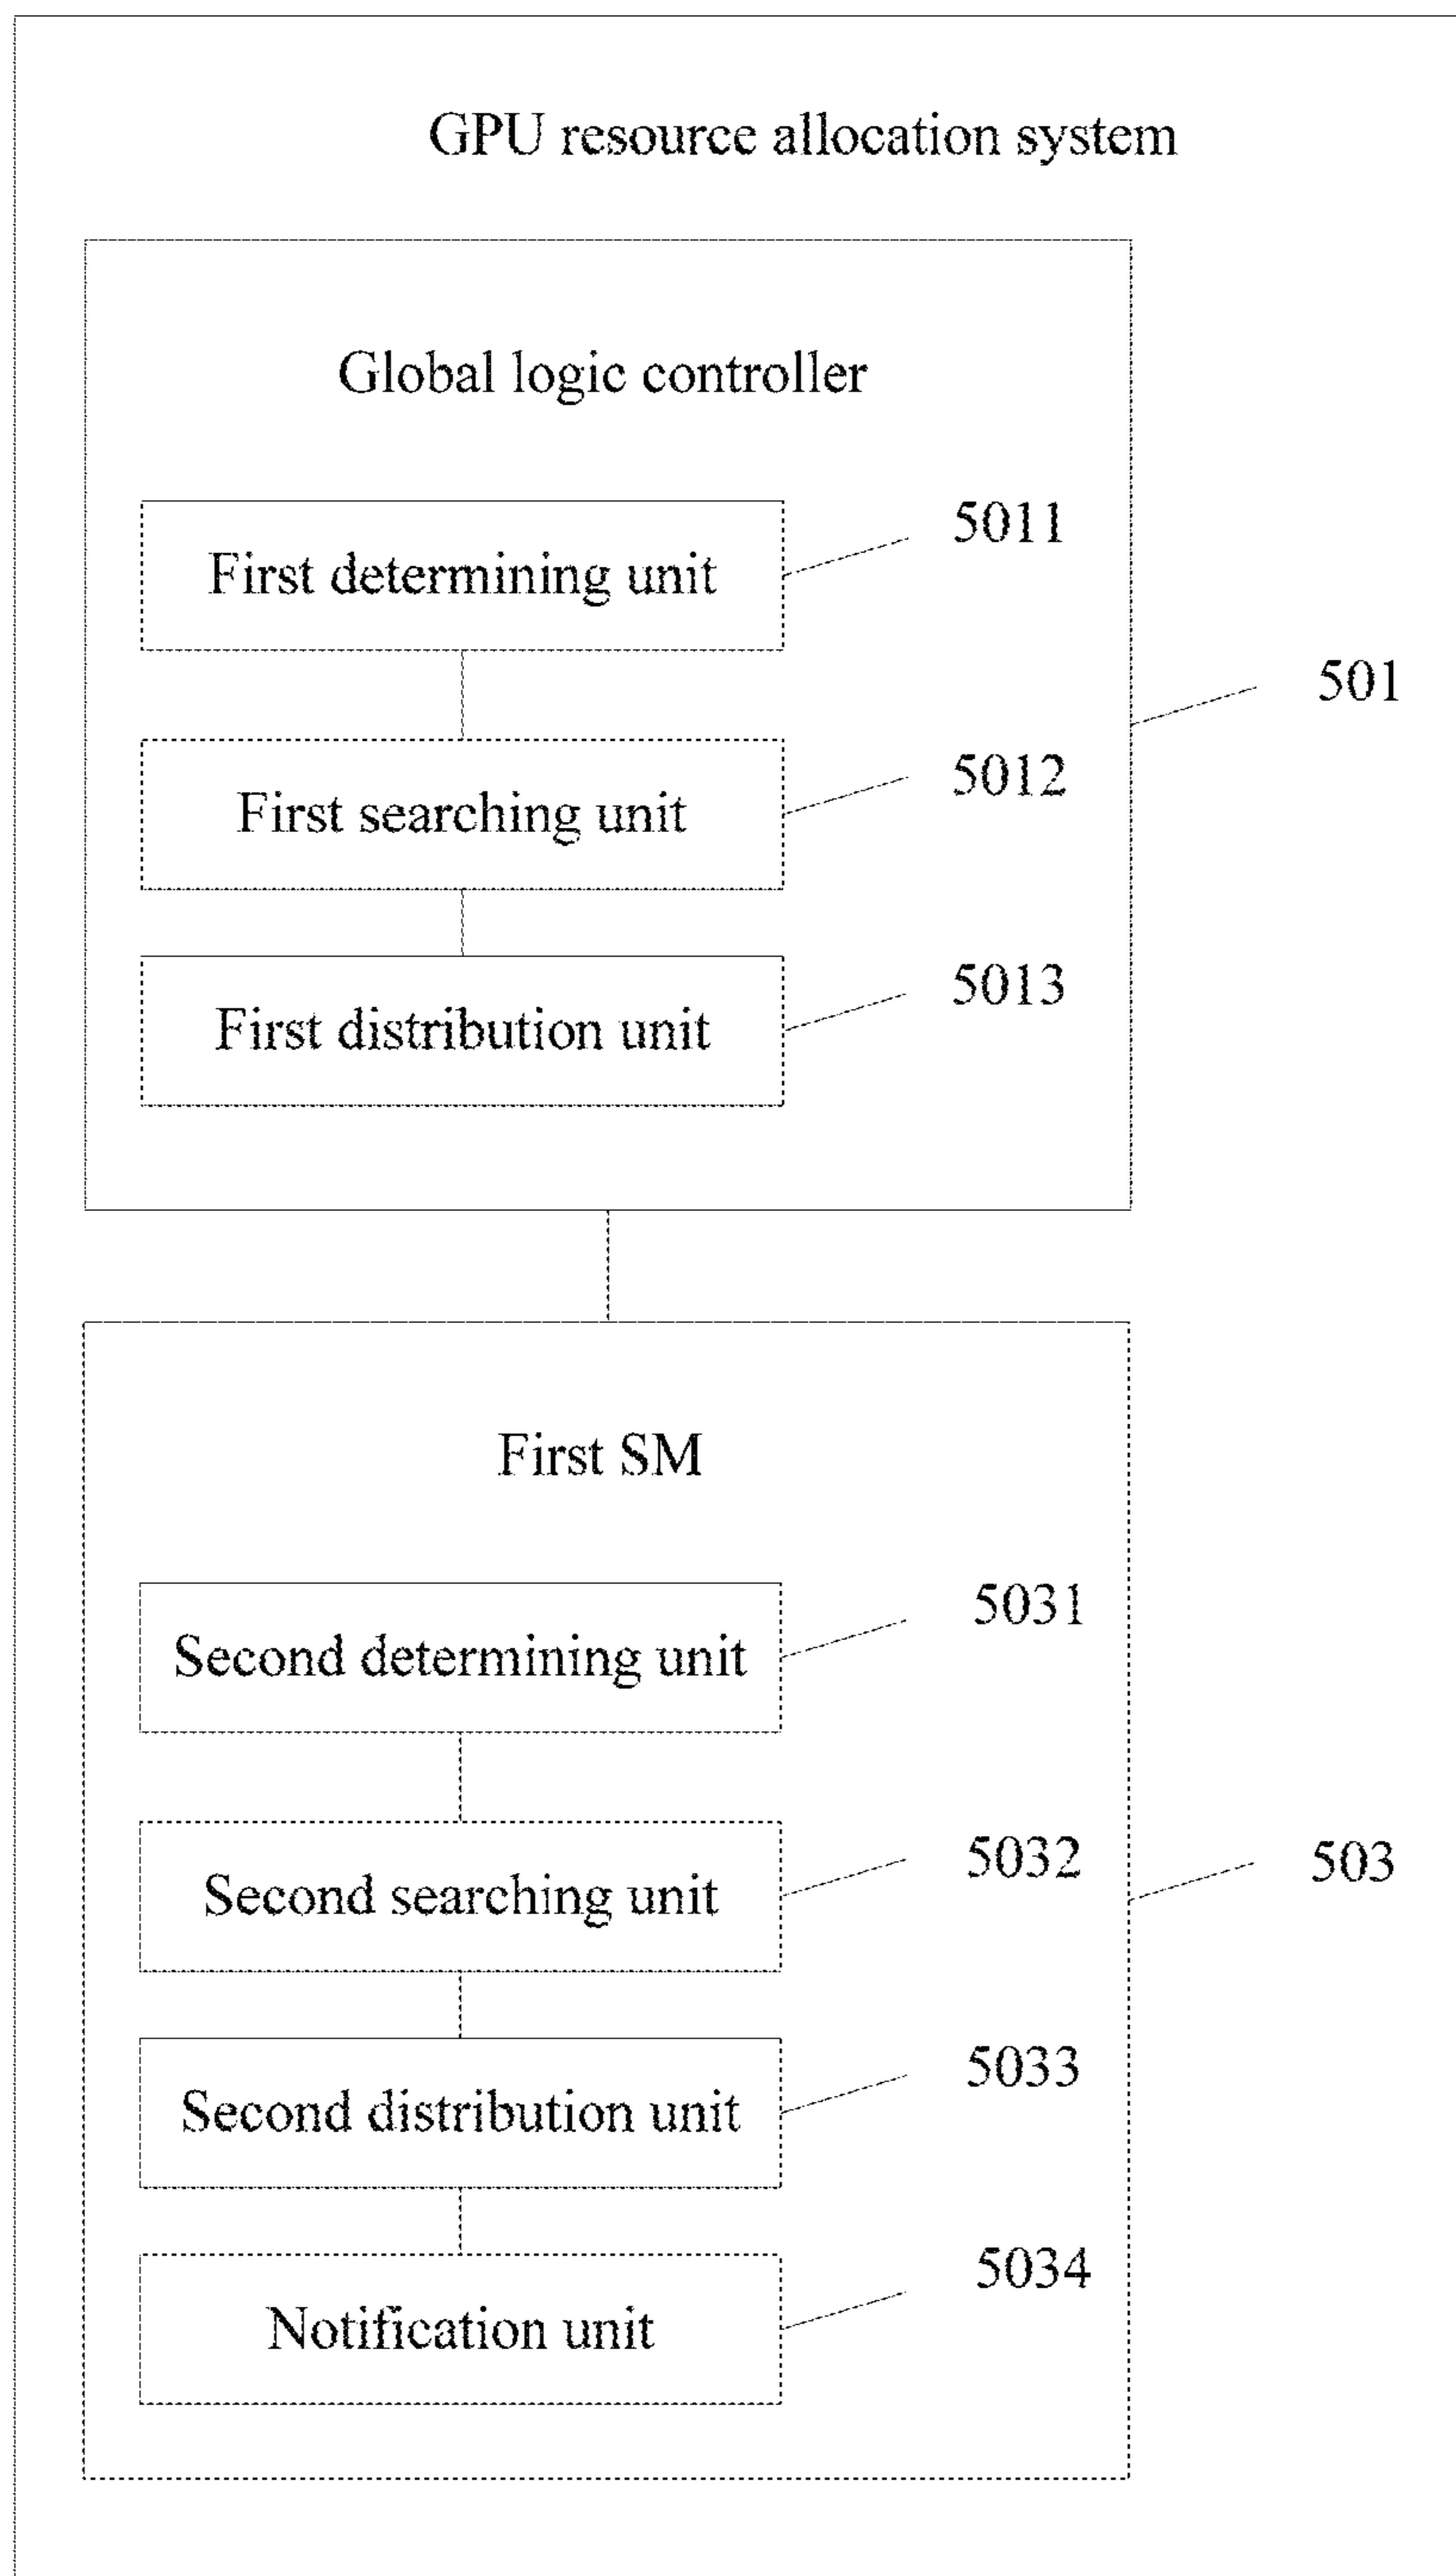 GPU resource allocation system
Global logic controller
First determining unit
5011
501
First searching unit
5012
First distribution unit
5013
First SM
Second determining unit
5031
Second searching unit
5032
503
Second distribution unit
5033
Notification unit
5034